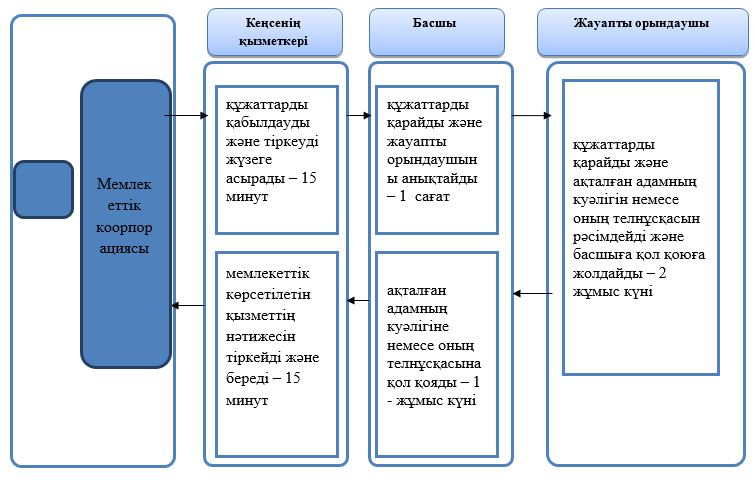 Кеңсенің
қызметкері
Басшы
Жауапты орындаушы
Мемлек
еттік
коорпор
ациясы
құжаттарды
қабылдауды
және тіркеуді
жүзеге
асырады – 15
минут
құжаттарды
қарайды және
жауапты
орындаушын
ы анықтайды
– 1 сағат
құжаттарды
қарайды және
ақталған адамның
куәлігін немесе
оның телнұсқасын
рәсімдейді және
басшыға қол қоюға
жолдайды – 2
жұмыс күні
мемлекеттік
көрсетілетін
қызметтің
нәтижесін
тіркейді және
береді – 15
минут
ақталған
адамның
куәлігіне
немесе оның
телнұсқасына
қол қояды – 1
- жұмыс күні